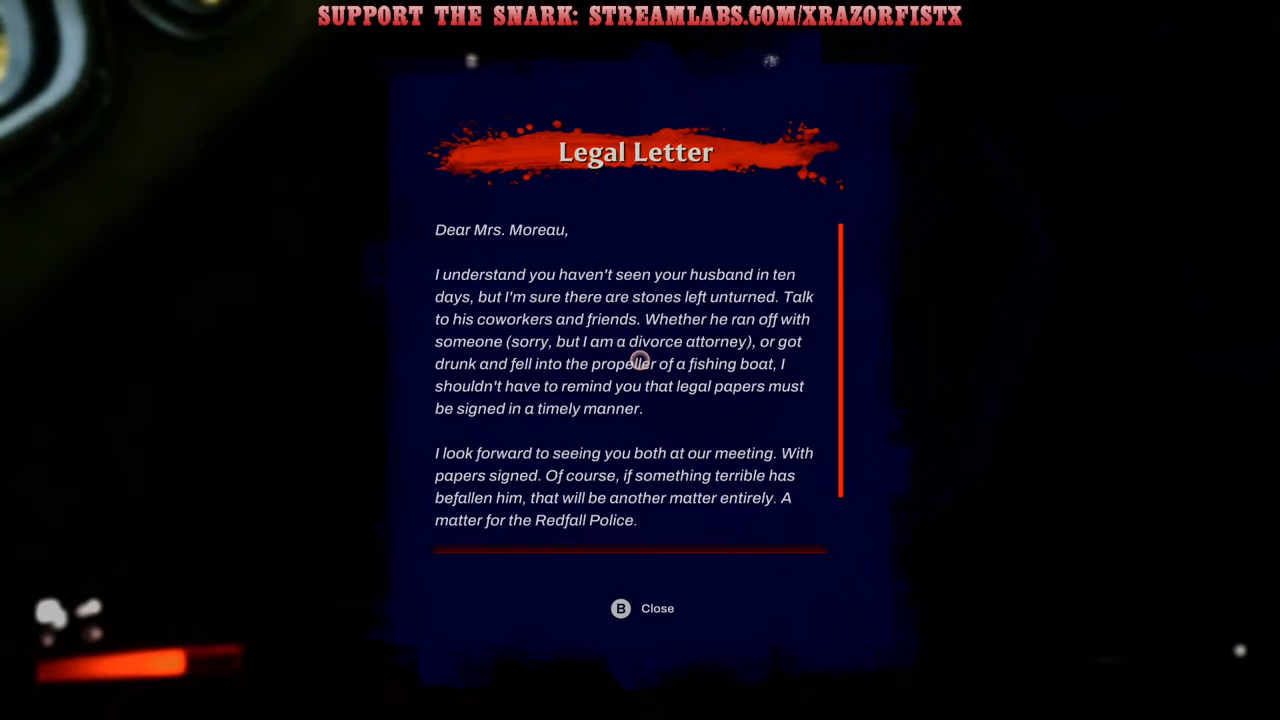 SUPPORT THE SNARK: STREAMLABS.COM/XRAZORFISTX
Legal Letter
Dear Mrs. Moreau,
I understand you haven't seen your husband in ten
days, but I'm sure there are stones left unturned. Talk
to his coworkers and friends. Whether he ran off with
someone (sorry, but I am a divorce attorney), or got
drunk and fell into the propeller of a fishing boat, I
shouldn't have to remind you that legal papers must
be signed in a timely manner.
I look forward to seeing you both at our meeting. With
papers signed. Of course, if something terrible has
befallen him, that will be another matter entirely. A
matter for the Redfall Police.
B Close